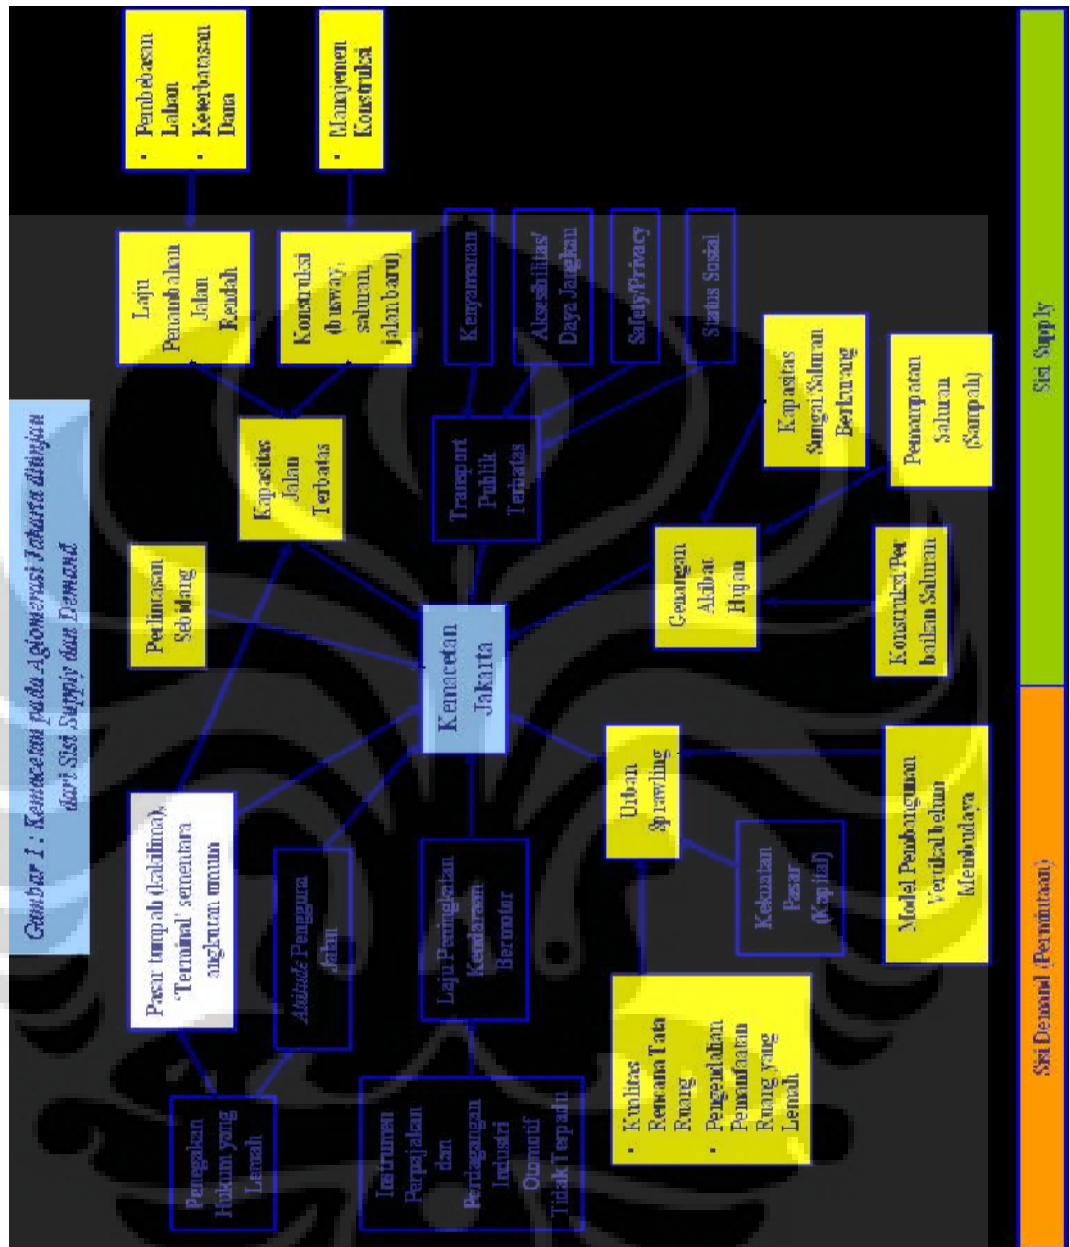 Gambar 1 : Kemacetan pada Aglomerasi Jakarta ditinjau
dari Sisi Supply dan Demand
Penegakan
Hukum yang
Lemah
Pasar tumpah (kakilima),
'Terminal' sementara
angkutan umum
Perlintasan
Sebidang
Laju
Penambahan
Jalan
Rendah
• Pembebasan
Lahan
• Keterbatasan
Dana
Attitude Pengguna
Jalan
Kapasitas
Jalan
Terbatas
Konstruksi
(busway,
saluran,
jalan baru)
• Manajemen
Konstruksi
Instrumen
Perpajakan
dan
Perdagangan
Industri
Otomotif
Tidak Terpadu
Laju Peningkatan
Kendaraan
Bermotor
Kemacetan
Jakarta
Transport
Publik
Terbatas
Kenyamanan
Aksesibilitas/
Daya Jangkau
Safety/Privacy
Status Sosial
• Kualitas
Rencana Tata
Ruang
• Pengendalian
Pemanfaatan
Ruang yang
Lemah
Urban
Sprawling
Genangan
Akibat
Hujan
Kapasitas
Sungai/Saluran
Berkurang
Kekuatan
Pasar
(Kapital)
Model Pembangunan
Vertikal belum
Membudaya
Konstruksi/Per
baikan Saluran
Pemampatan
Saluran
(Sampah)
Sisi Demand (Permintaan)
Sisi Supply